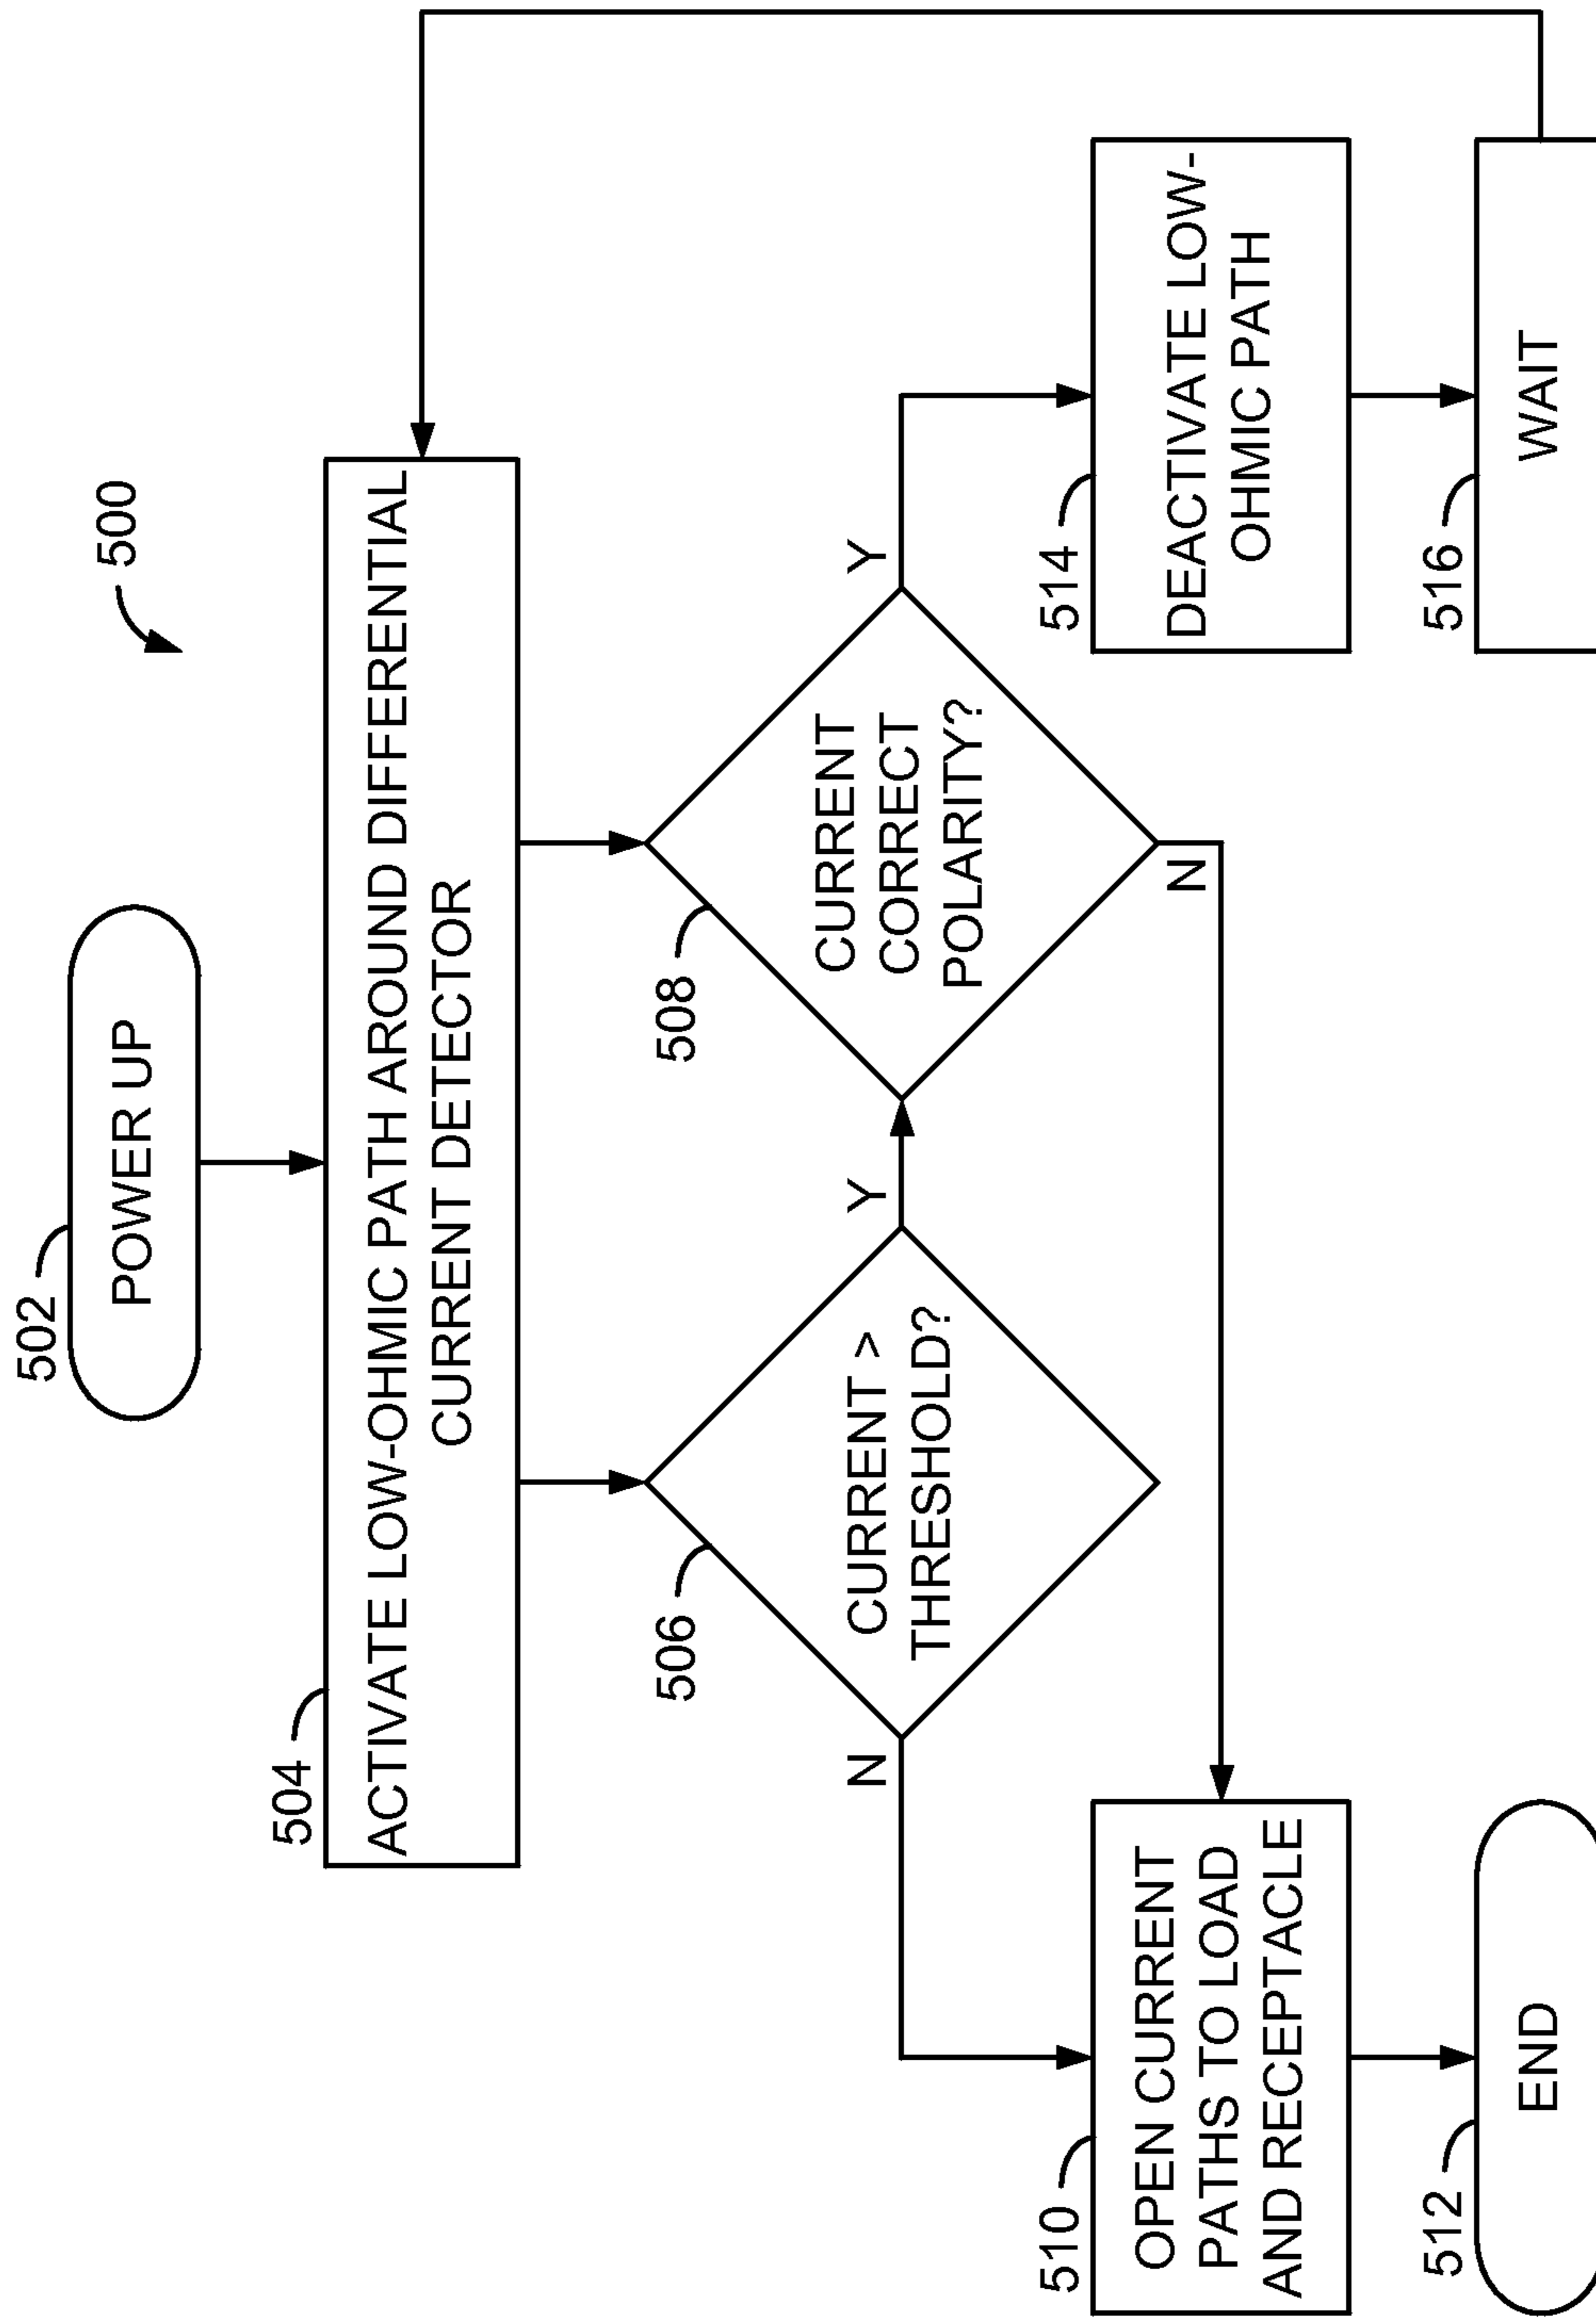 500
502
POWER UP
504
ACTIVATE LOW-OHMIC PATH AROUND DIFFERENTIAL
CURRENT DETECTOR
506
CURRENT >
THRESHOLD?
N
Y
508
CURRENT
CORRECT
POLARITY?
Y
N
510
OPEN CURRENT
PATHS TO LOAD
AND RECEPTACLE
514
DEACTIVATE LOW-
OHMIC PATH
512
END
516
WAIT